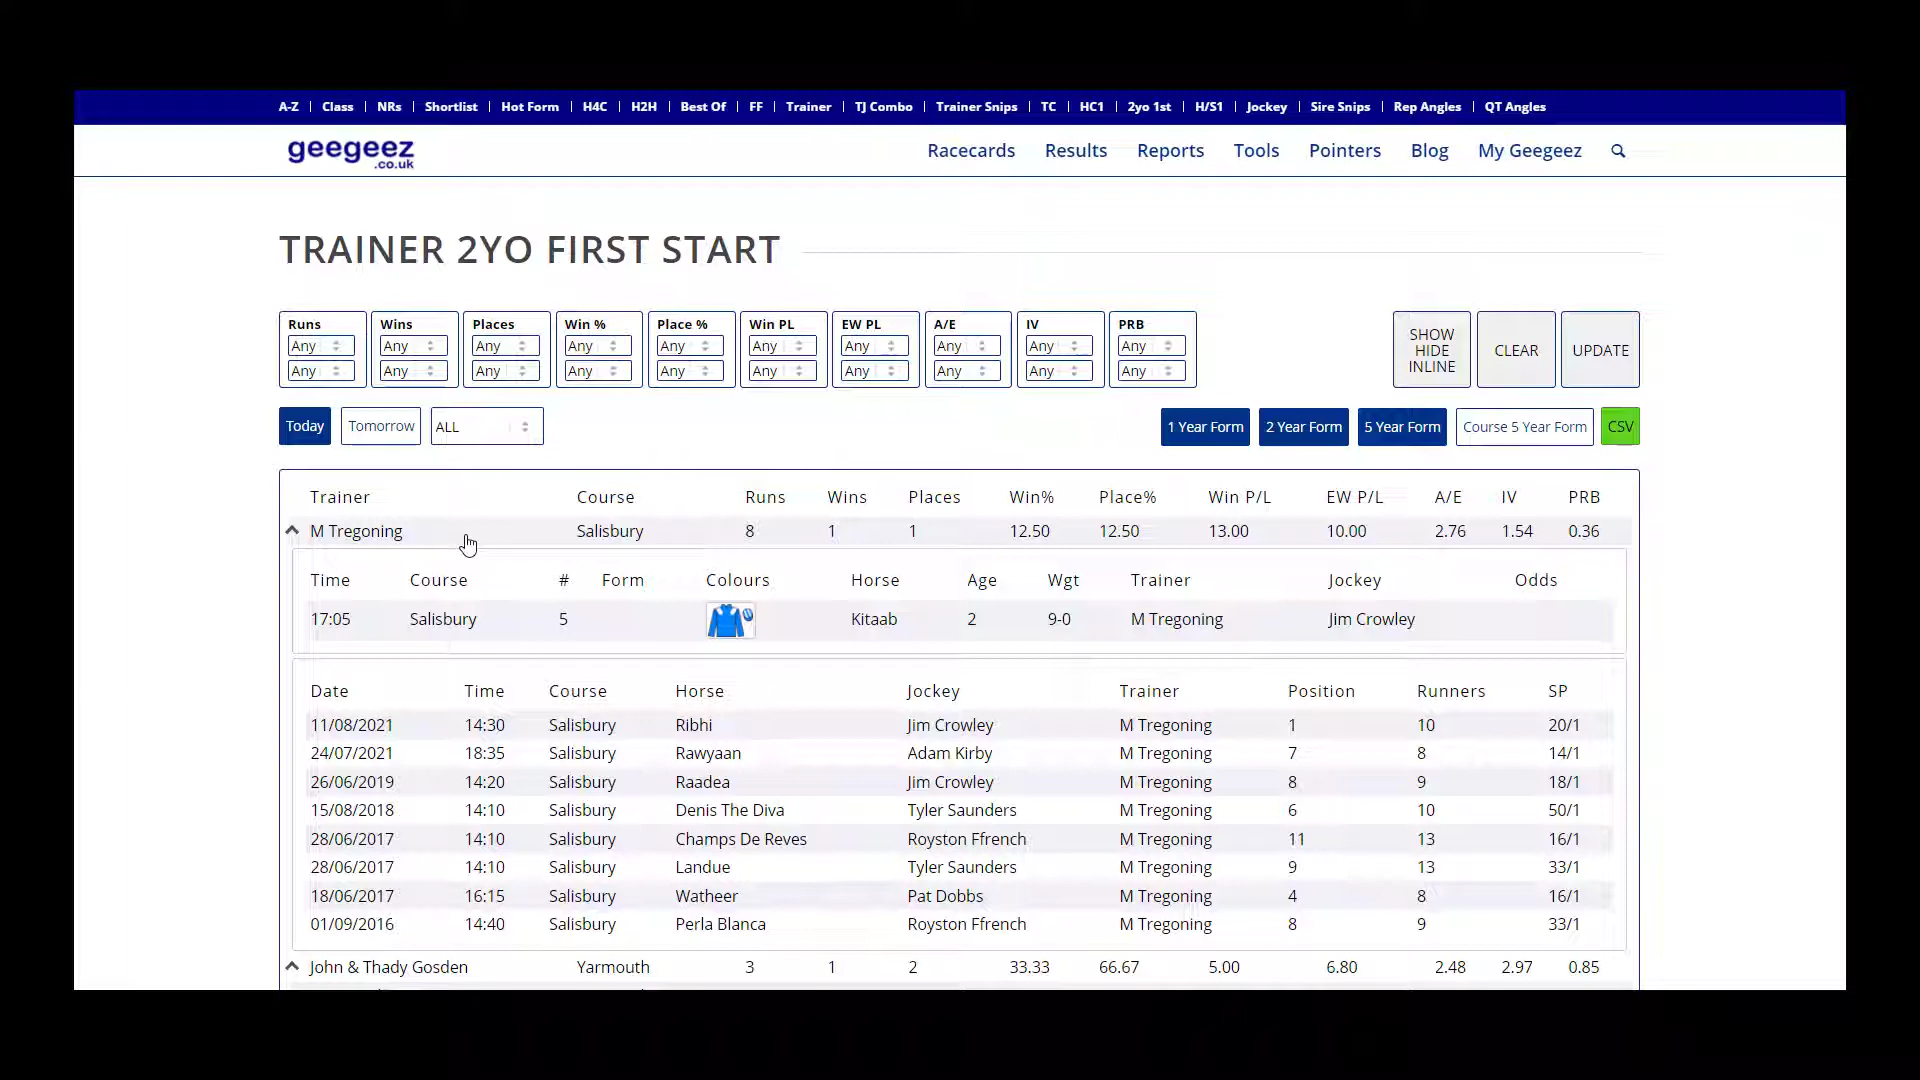 A-Z | Class | NRs | Shortlist | Hot Form | H4C | H2H | Best Of | FF | Trainer | TJ Combo | Trainer Snips | TC | HC1 | 2yo 1st | H/S1 | Jockey | Sire Snips | Rep Angles | QT Angles
geegeez
.co.uk
Racecards Results Reports Tools Pointers Blog My Geegeez
TRAINER 2YO FIRST START
Runs Wins Places Win % Place % Win PL EW PL A/E IV PRB
Any Any Any Any Any Any Any Any Any Any
Any Any Any Any Any Any Any Any Any Any
SHOW
HIDE
INLINE
CLEAR
UPDATE
Today Tomorrow ALL 1 Year Form 2 Year Form 5 Year Form Course 5 Year Form CSV
Trainer Course Runs Wins Places Win% Place% Win P/L EW P/L A/E IV PRB
M Tregoning Salisbury 8 1 1 12.50 12.50 13.00 10.00 2.76 1.54 0.36
Time Course # Form Colours Horse Age Wgt Trainer Jockey Odds
17:05 Salisbury 5 Kitaab 2 9-0 M Tregoning Jim Crowley
Date Time Course Horse Jockey Trainer Position Runners SP
11/08/2021 14:30 Salisbury Ribhi Jim Crowley M Tregoning 1 10 20/1
24/07/2021 18:35 Salisbury Rawyaan Adam Kirby M Tregoning 7 8 14/1
26/06/2019 14:20 Salisbury Raadea Jim Crowley M Tregoning 8 9 18/1
15/08/2018 14:10 Salisbury Denis The Diva Tyler Saunders M Tregoning 6 10 50/1
28/06/2017 14:10 Salisbury Champs De Reves Royston Ffrench M Tregoning 11 13 16/1
28/06/2017 14:10 Salisbury Landue Tyler Saunders M Tregoning 9 13 33/1
18/06/2017 16:15 Salisbury Watheer Pat Dobbs M Tregoning 4 8 16/1
01/09/2016 14:40 Salisbury Perla Blanca Royston Ffrench M Tregoning 8 9 33/1
John & Thady Gosden Yarmouth 3 1 2 33.33 66.67 5.00 6.80 2.48 2.97 0.85